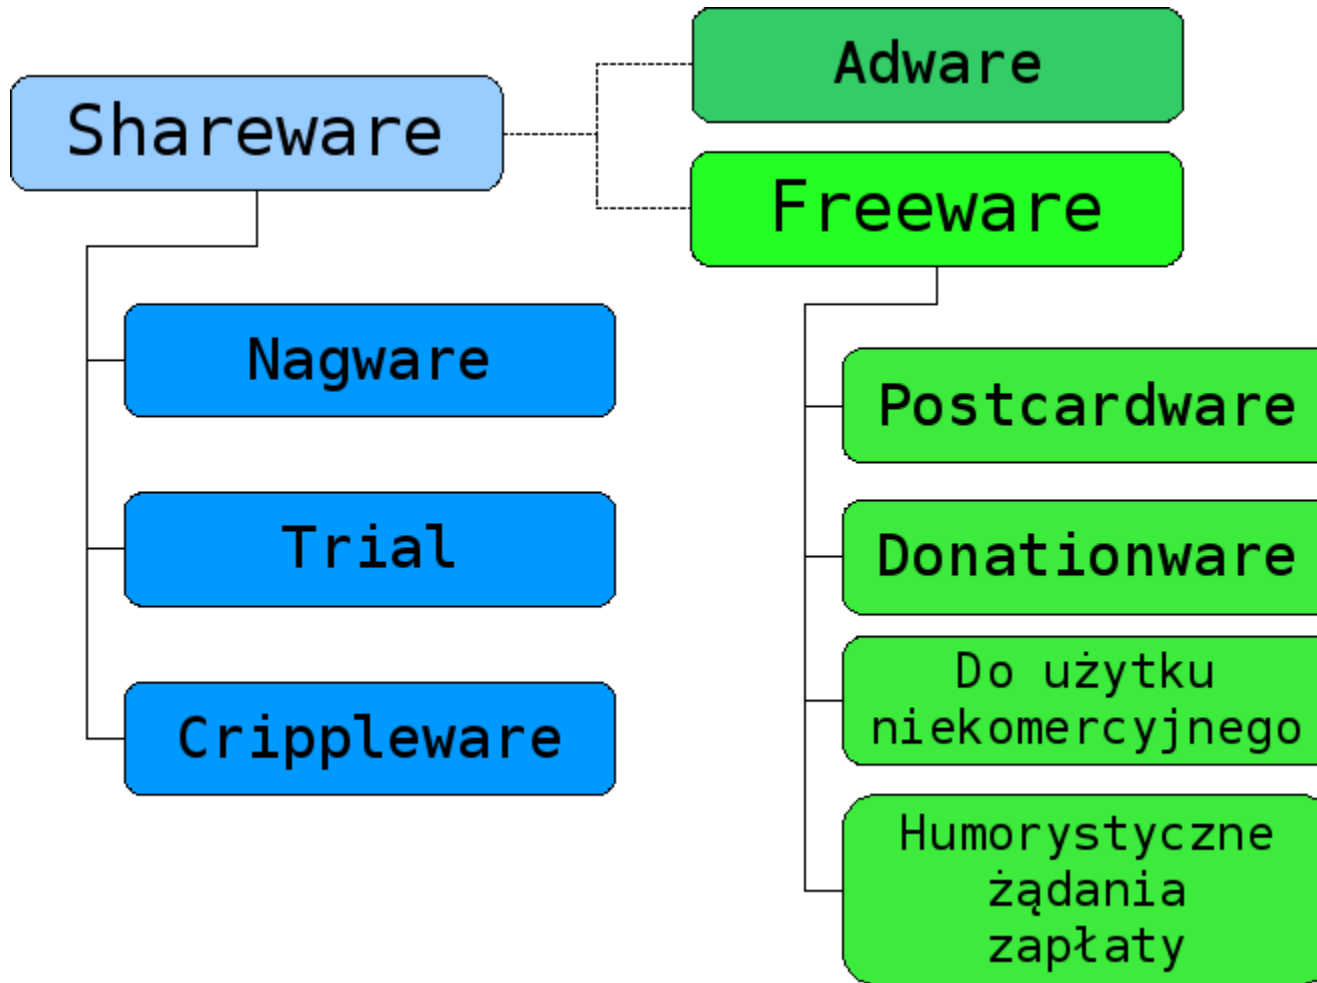 Shareware
Adware
Freeware
Nagware
Trial
Crippleware
Postcardware
Donationware
Do użytku
niekomercyjnego
Humorystyczne
żądania
zapłaty